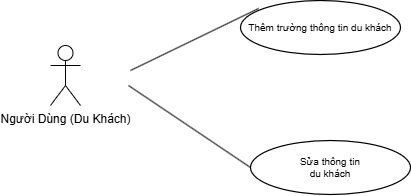 Thêm trường thông tin du khách
Người Dùng (Du Khách)
Sửa thông tin
du khách